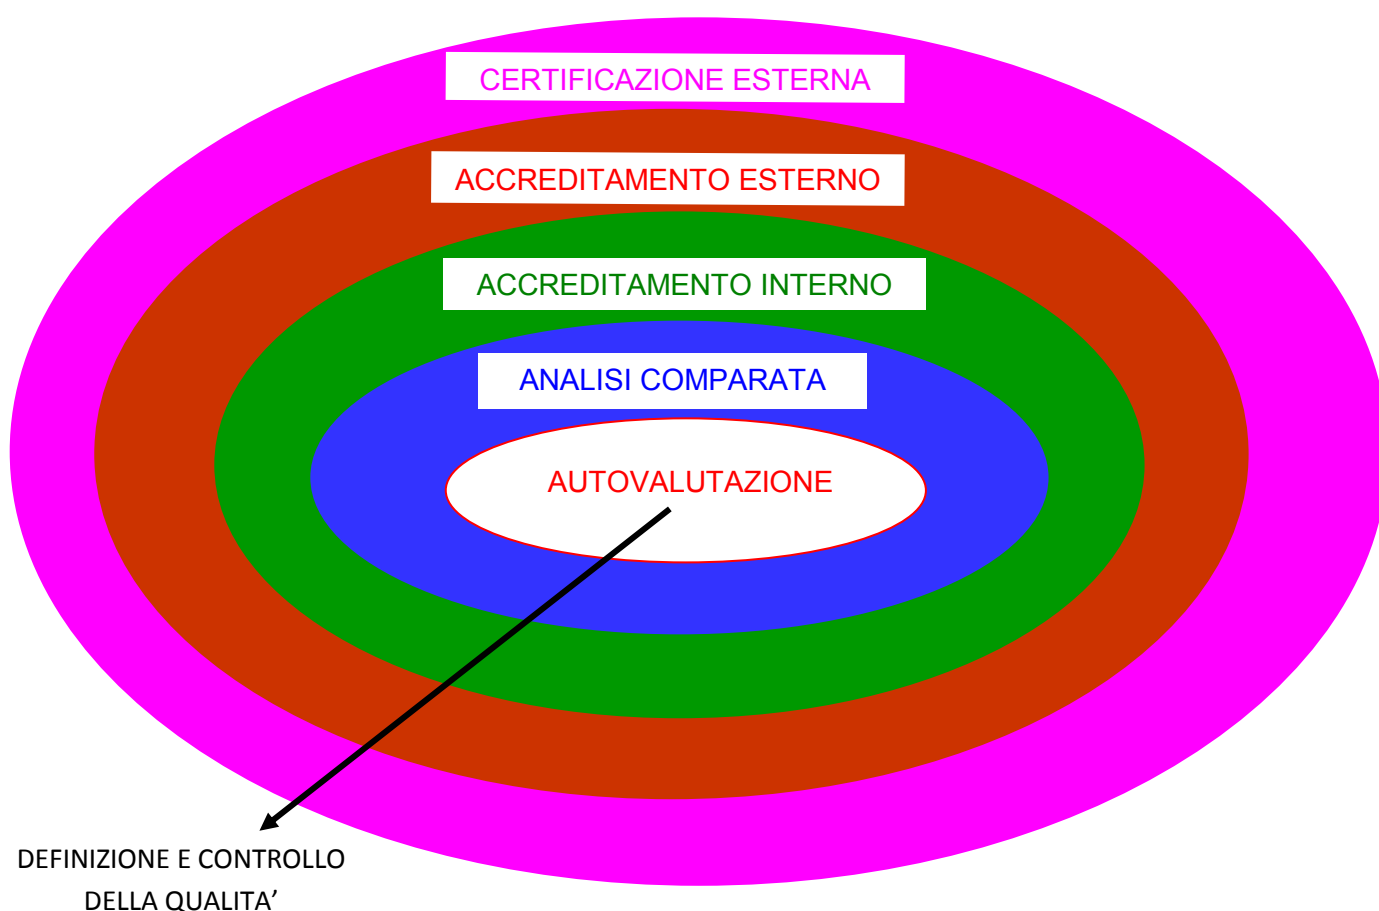 CERTIFICAZIONE ESTERNA
ACCREDITAMENTO ESTERNO
ACCREDITAMENTO INTERNO
ANALISI COMPARATA
AUTOVALUTAZIONE
DEFINIZIONE E CONTROLLO
DELLA QUALITA’